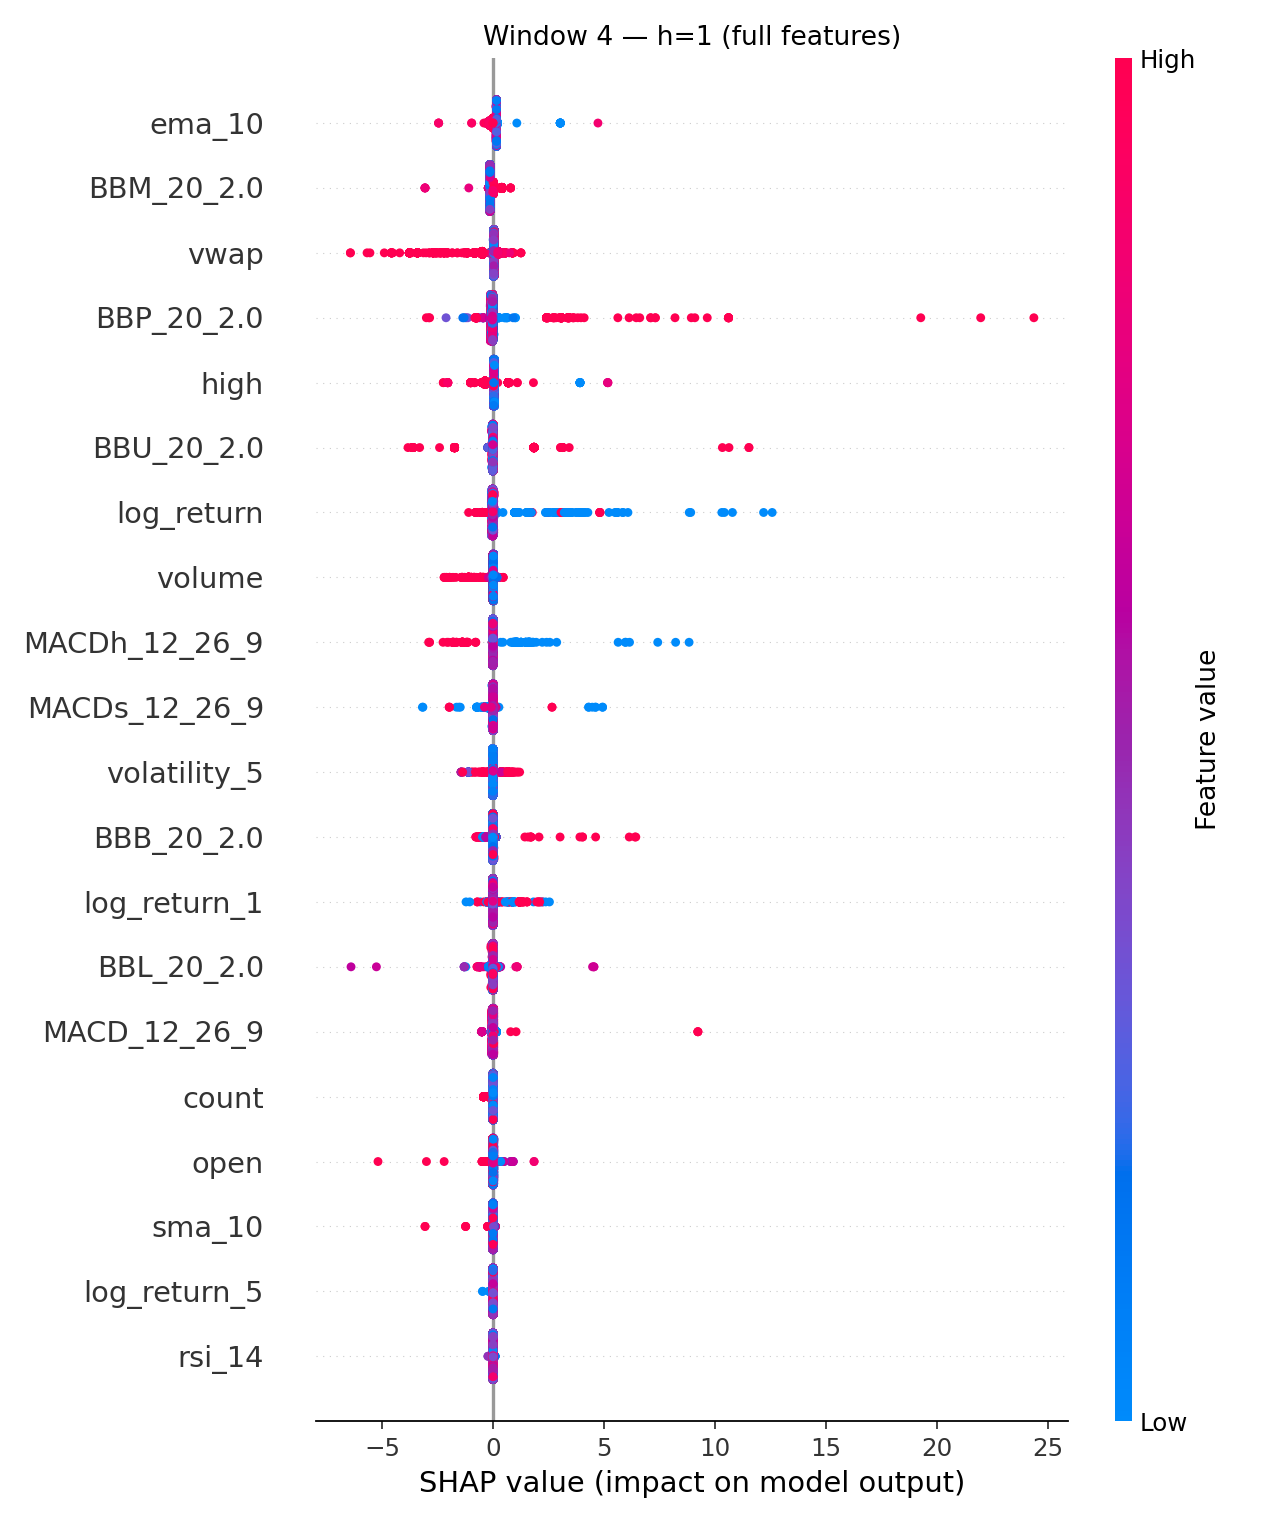 Window 4 — h=1 (full features)
High
ema_10
BBM_20_2.0
vwap
BBP_20_2.0
high
BBU_20_2.0
log_return
volume
MACDh_12_26_9
MACDs_12_26_9
volatility_5
BBB_20_2.0
log_return_1
BBL_20_2.0
MACD_12_26_9
count
open
sma_10
log_return_5
rsi_14
Feature value
Low
−5 0 5 10 15 20 25
SHAP value (impact on model output)